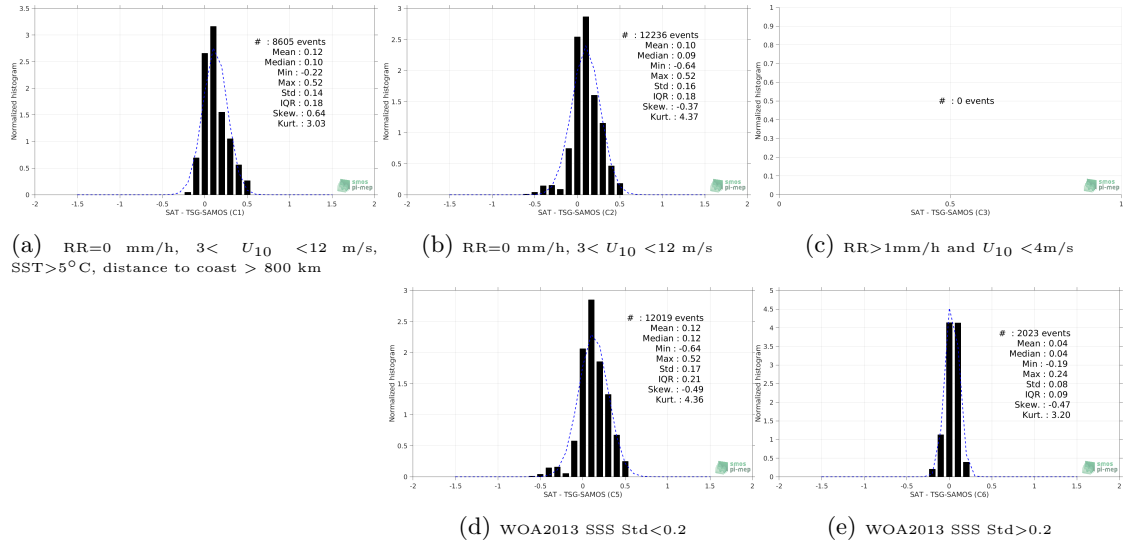 3.5
3
2.5
2
1.5
1
0.5
0
-2 -1.5 -1 -0.5 0 0.5 1 1.5 2
Normalized histogram
SAT - TSG-SAMOS (C1)
# : 8605 events
Mean : 0.12
Median : 0.10
Min : -0.22
Max : 0.52
Std : 0.14
IQR : 0.18
Skew. : 0.64
Kurt. : 3.03
smos
pi-mep
(a) RR=0 mm/h, 3< U10 <12 m/s,
SST>5°C, distance to coast > 800 km
3
2.5
2
1.5
1
0.5
0
-2 -1.5 -1 -0.5 0 0.5 1 1.5 2
Normalized histogram
SAT - TSG-SAMOS (C2)
# : 12236 events
Mean : 0.10
Median : 0.09
Min : -0.64
Max : 0.52
Std : 0.16
IQR : 0.18
Skew. : -0.37
Kurt. : 4.37
smos
pi-mep
(b) RR=0 mm/h, 3< U10 <12 m/s
1
0.9
0.8
0.7
0.6
0.5
0.4
0.3
0.2
0.1
0
0 0.5 1
Normalized histogram
SAT - TSG-SAMOS (C3)
# : 0 events
smos
pi-mep
(c) RR>1mm/h and U10 <4m/s
3
2.5
2
1.5
1
0.5
0
-2 -1.5 -1 -0.5 0 0.5 1 1.5 2
Normalized histogram
SAT - TSG-SAMOS (C5)
# : 12019 events
Mean : 0.12
Median : 0.12
Min : -0.64
Max : 0.52
Std : 0.17
IQR : 0.21
Skew. : -0.49
Kurt. : 4.36
smos
pi-mep
(d) WOA2013 SSS Std<0.2
5
4.5
4
3.5
3
2.5
2
1.5
1
0.5
0
-2 -1.5 -1 -0.5 0 0.5 1 1.5 2
Normalized histogram
SAT - TSG-SAMOS (C6)
# : 2023 events
Mean : 0.04
Median : 0.04
Min : -0.19
Max : 0.24
Std : 0.08
IQR : 0.09
Skew. : -0.47
Kurt. : 3.20
smos
pi-mep
(e) WOA2013 SSS Std>0.2